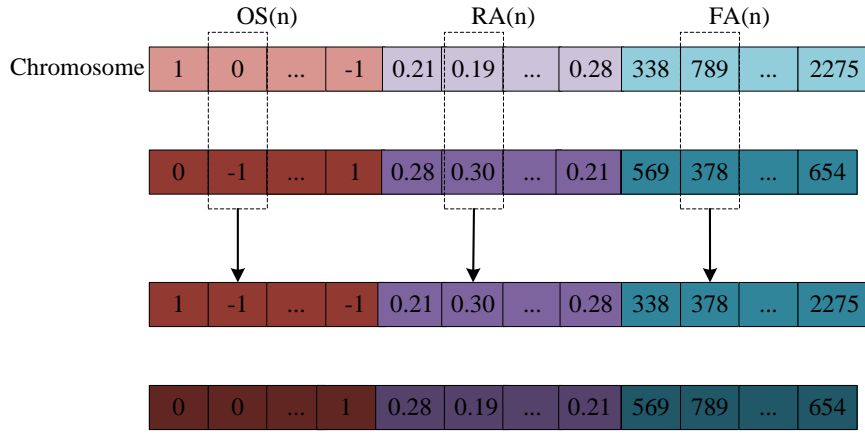 OS(n) RA(n) FA(n)
Chromosome 1 0 ... -1 0.21 0.19 ... 0.28 338 789 ... 2275
0 -1 ... 1 0.28 0.30 ... 0.21 569 378 ... 654
1 -1 ... -1 0.21 0.30 ... 0.28 338 378 ... 2275
0 0 ... 1 0.28 0.19 ... 0.21 569 789 ... 654